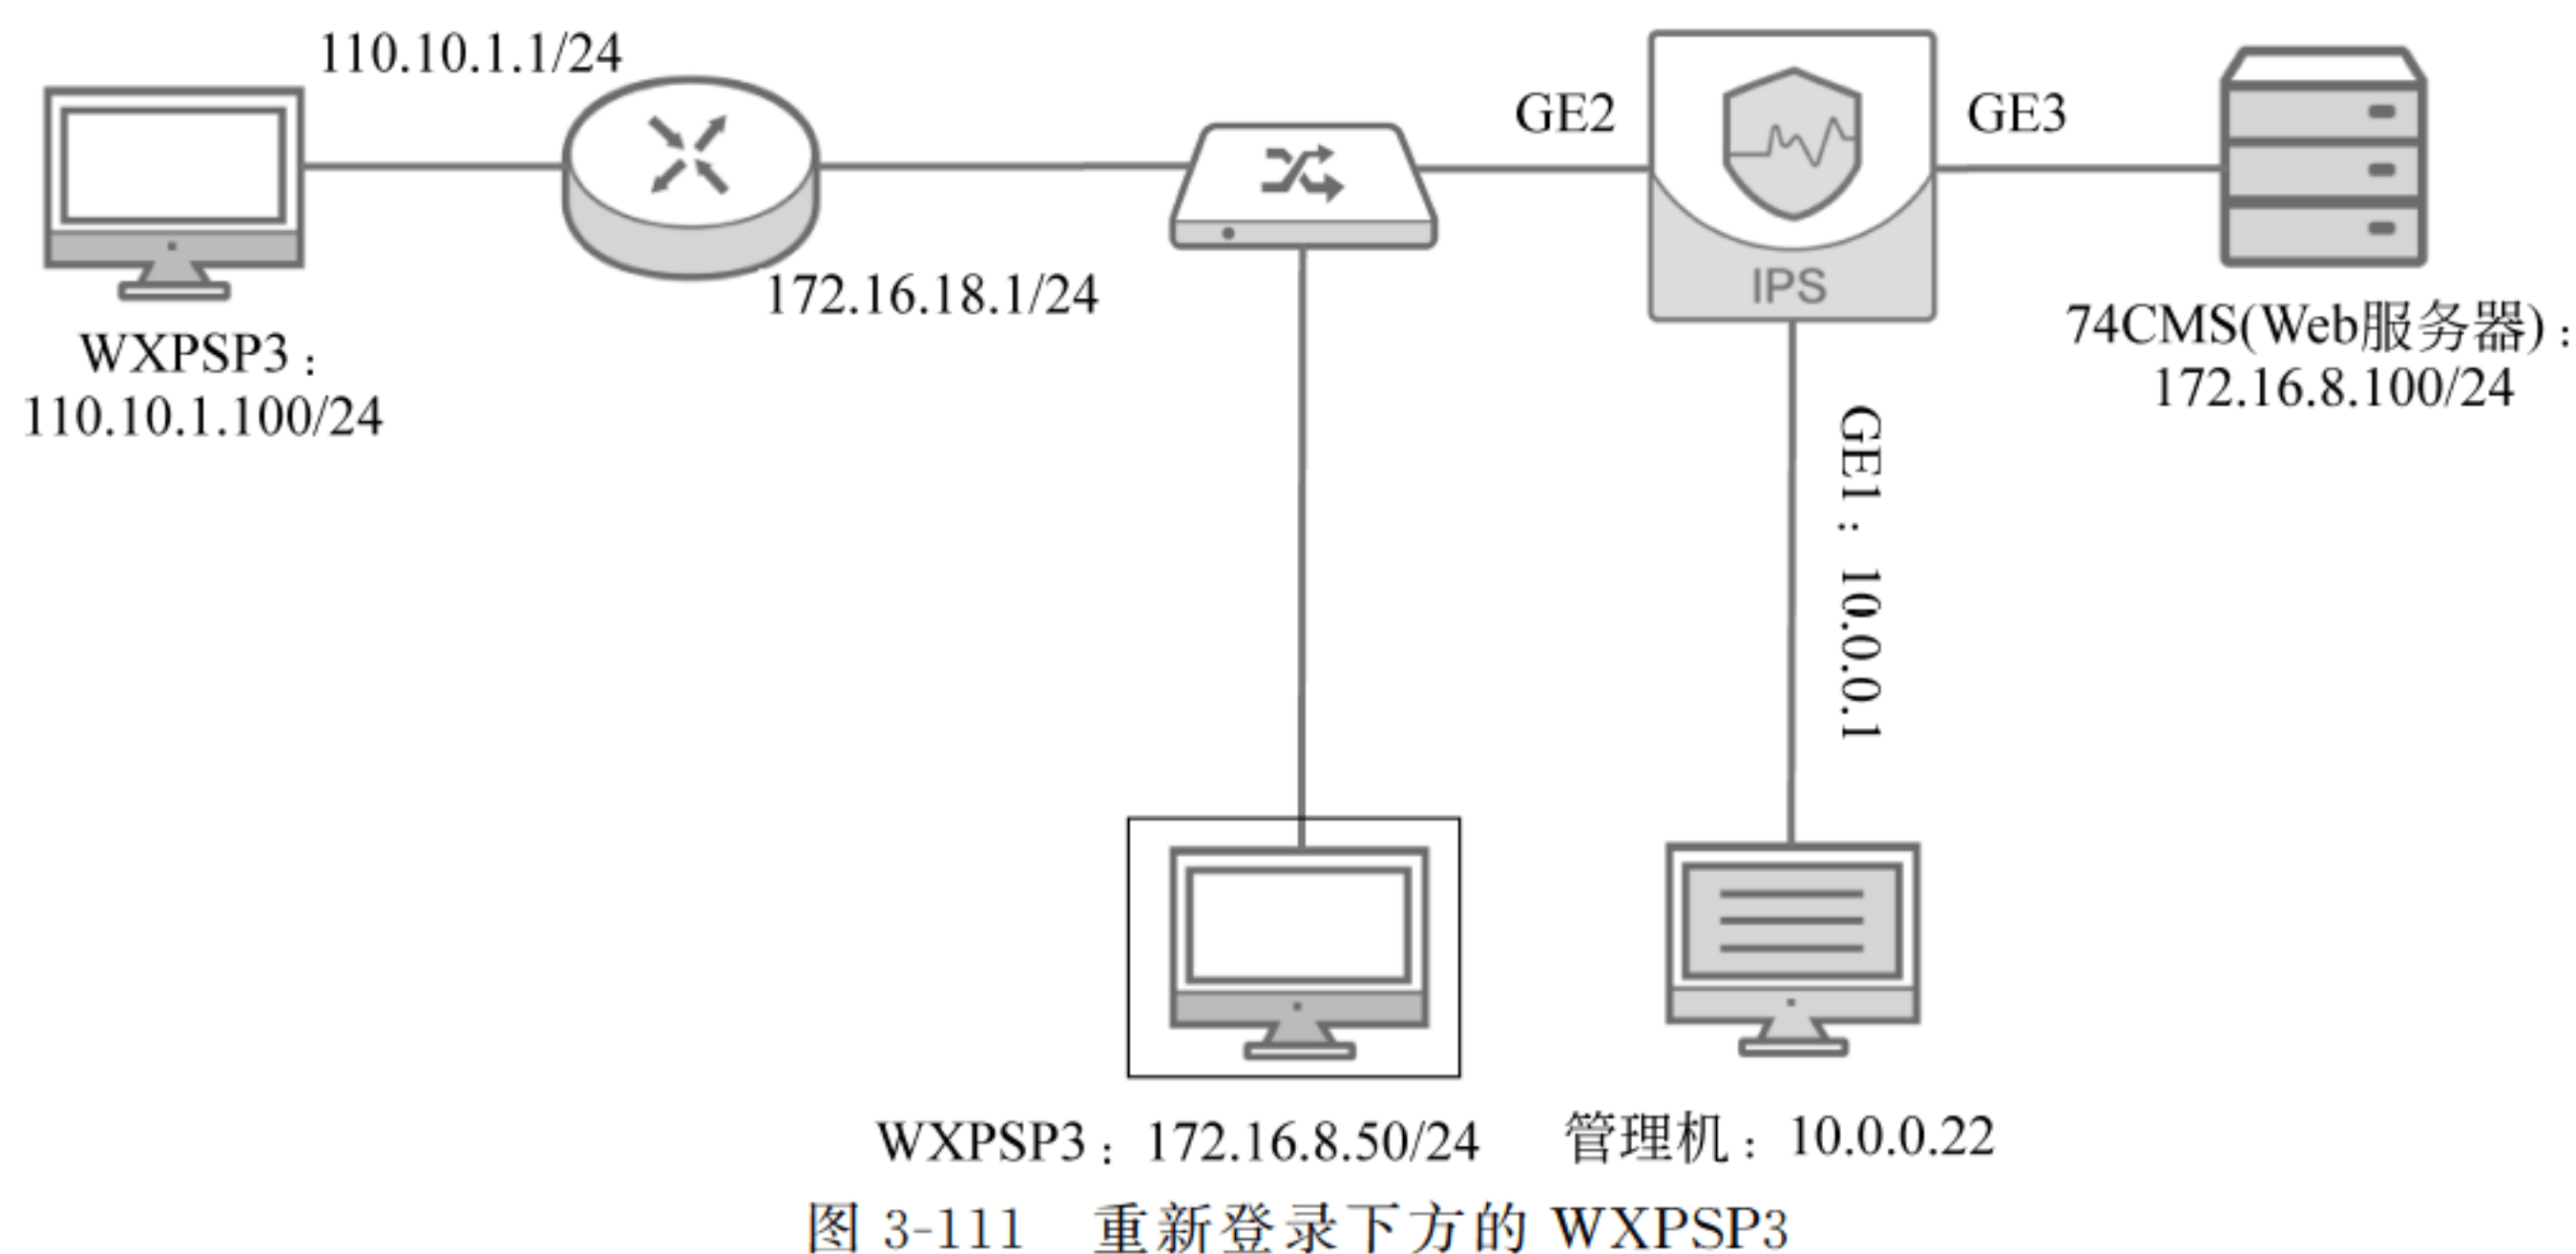 110.10.1.1/24
GE2
GE3
IPS
172.16.18.1/24
WXPSP3：
110.10.1.100/24
74CMS(Web服务器)：
172.16.8.100/24
GE1：10.0.0.1
WXPSP3：172.16.8.50/24
管理机：10.0.0.22
图 3-111 重新登录下方的 WXPSP3